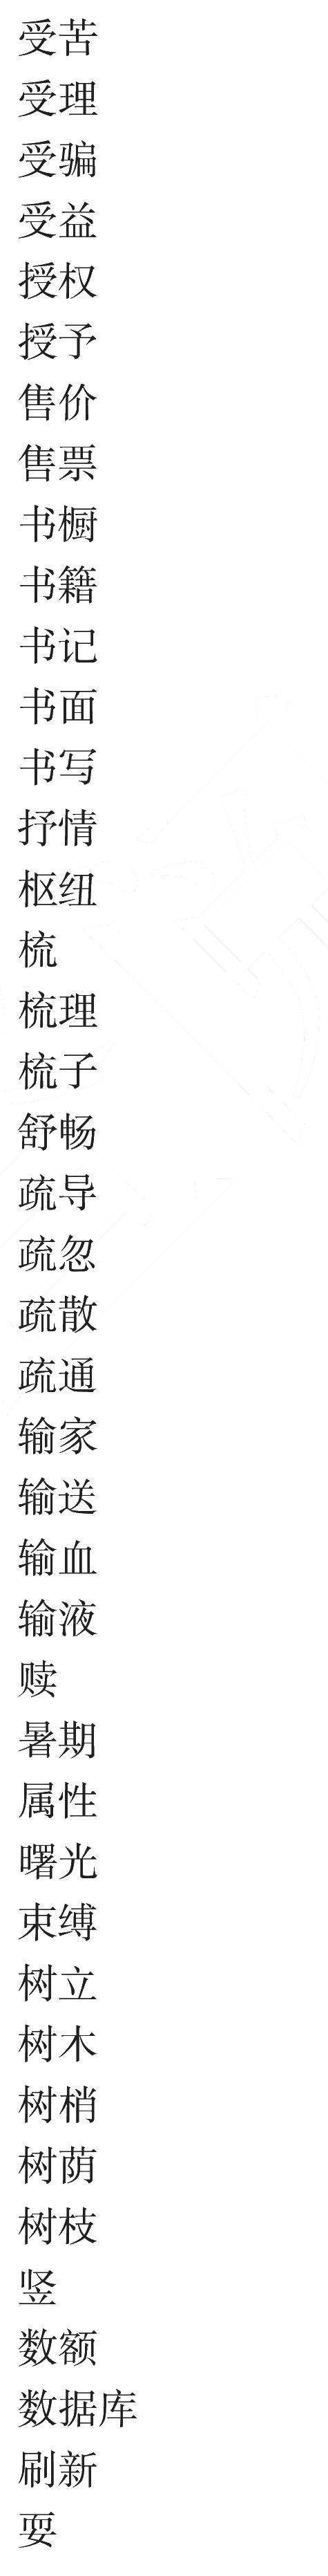 受苦
受理
受骗
受益
授权
授予
售价
售票
书橱
书籍
书记
书面
书写
抒情
枢纽
梳
梳理
梳子
舒畅
疏导
疏忽
疏散
疏通
输家
输送
输血
输液
赎
暑期
属性
曙光
束缚
树立
树木
树梢
树荫
树枝
竖
数额
数据库
刷新
耍